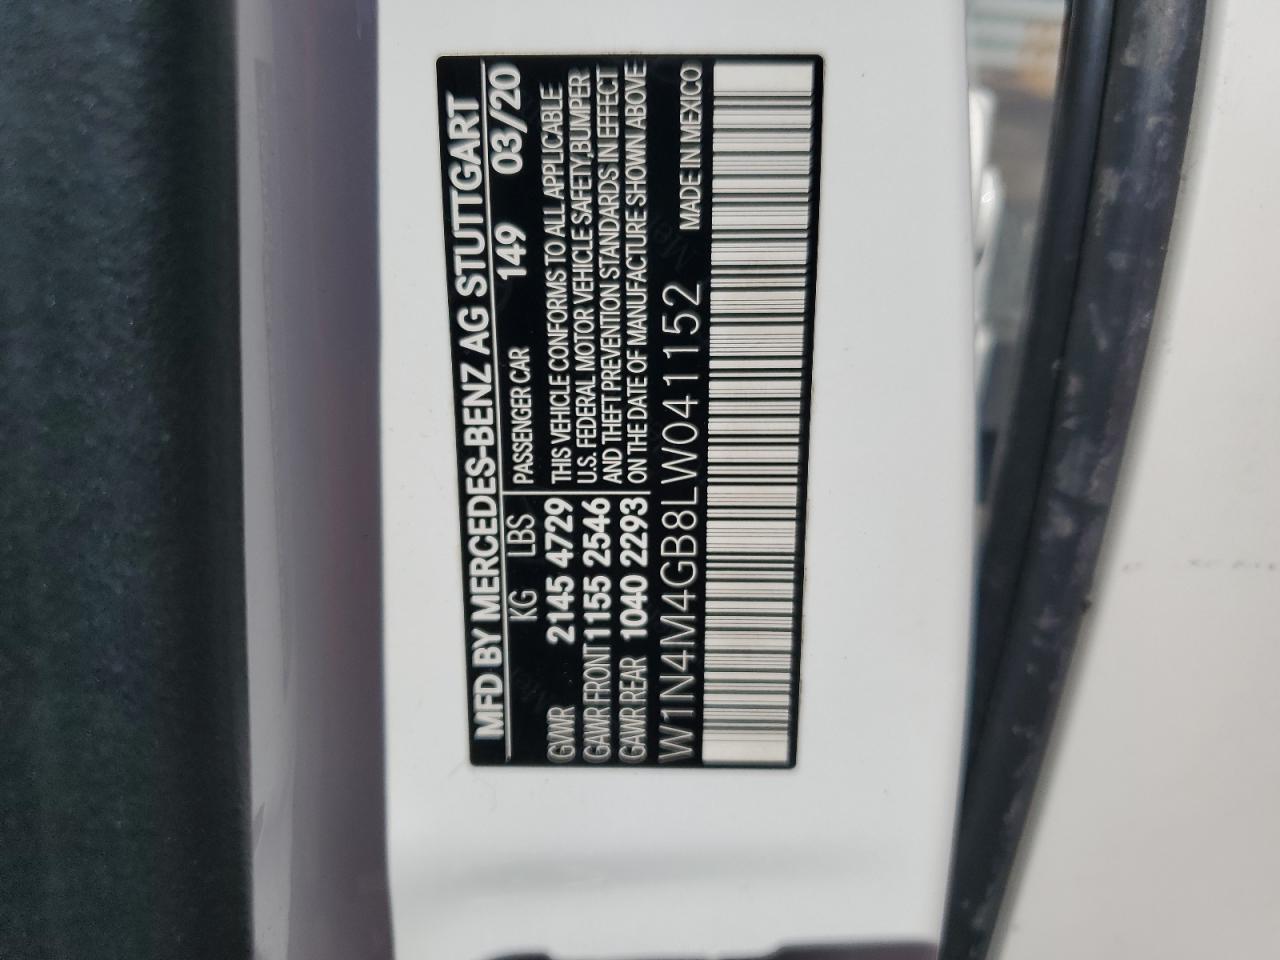 MFD BY MERCEDES-BENZ AG STUTTGART
149 03/20
KG LBS PASSENGER CAR
GVWR 2145 4729 THIS VEHICLE CONFORMS TO ALL APPLICABLE
GAWR FRONT 1155 2546 U.S. FEDERAL MOTOR VEHICLE SAFETY,BUMPER
AND THEFT PREVENTION STANDARDS IN EFFECT
GAWR REAR 1040 2293 ON THE DATE OF MANUFACTURE SHOWN ABOVE
W1N4M4GB8LW041152 MADE IN MEXICO